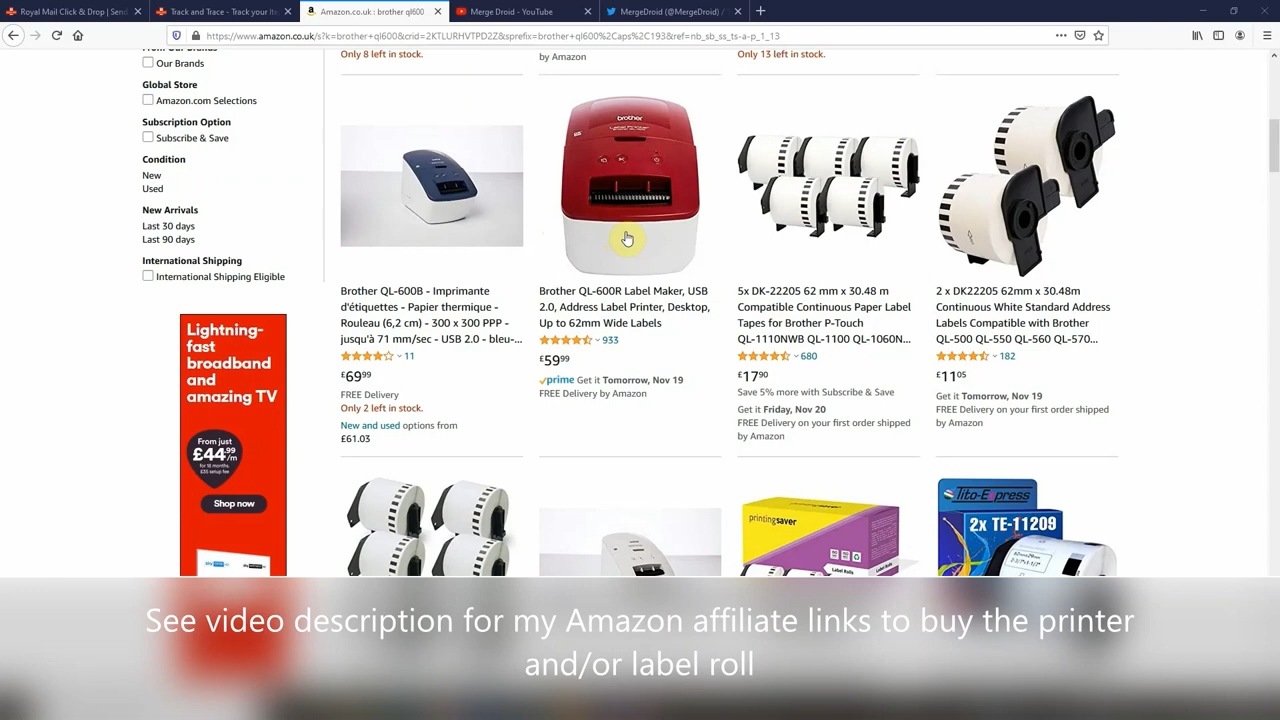 Royal Mail Click & Drop | Send
Track and Trace - Track your Ite
Amazon.co.uk : brother ql600
Merge Droid - YouTube
MergeDroid (@MergeDroid) /
https://www.amazon.co.uk/s?k=brother+ql600&crid=2KTLURHVTPD2Z&sprefix=brother+ql600%2Caps%2C193&ref=nb_sb_ss_ts-a-p_1_13
From Our Brands
Our Brands
Global Store
Amazon.com Selections
Subscription Option
Subscribe & Save
Condition
New
Used
New Arrivals
Last 30 days
Last 90 days
International Shipping
International Shipping Eligible
Lightning-
fast
broadband
and
amazing TV
From just
£44.99
/m
for 18 months.
£35 setup fee
Shop now
Only 8 left in stock.
by Amazon
Only 13 left in stock.
brother
Label Printer
Brother QL-600B - Imprimante
d'étiquettes - Papier thermique -
Rouleau (6,2 cm) - 300 x 300 PPP -
jusqu'à 71 mm/sec - USB 2.0 - bleu-...
11
£69.99
FREE Delivery
Only 2 left in stock.
New and used options from
£61.03
Brother QL-600R Label Maker, USB
2.0, Address Label Printer, Desktop,
Up to 62mm Wide Labels
933
£59.99
prime Get it Tomorrow, Nov 19
FREE Delivery by Amazon
5x DK-22205 62 mm x 30.48 m
Compatible Continuous Paper Label
Tapes for Brother P-Touch
QL-1110NWB QL-1100 QL-1060N...
680
£17.90
Save 5% more with Subscribe & Save
Get it Friday, Nov 20
FREE Delivery on your first order shipped
by Amazon
2 x DK22205 62mm x 30.48m
Continuous White Standard Address
Labels Compatible with Brother
QL-500 QL-550 QL-560 QL-570...
182
£11.05
Get it Tomorrow, Nov 19
FREE Delivery on your first order shipped
by Amazon
printingsaver
Label Rolls
Tito-Express
2x TE-11209
See video description for my Amazon affiliate links to buy the printer
and/or label roll